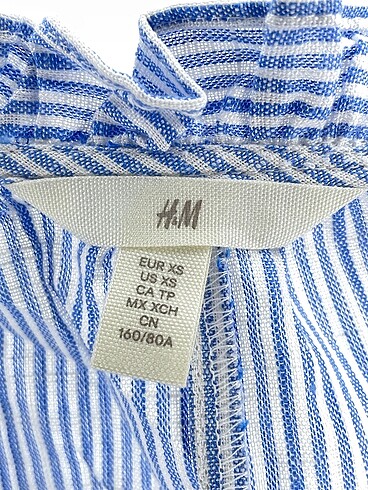 H&M
EUR XS
US XS
CA TP
MX XCH
CN
160/80A